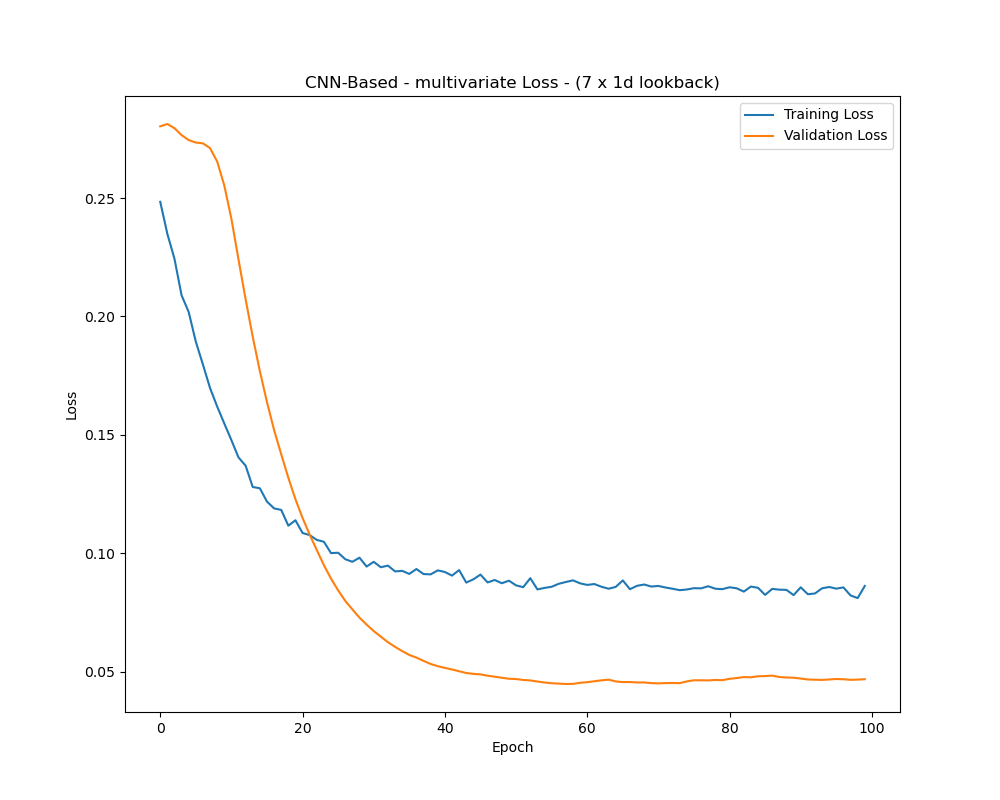 CNN-Based - multivariate Loss - (7 x 1d lookback)
Training Loss
Validation Loss
0.25
0.20
0.15
0.10
0.05
Loss
0
20
40
60
80
100
Epoch